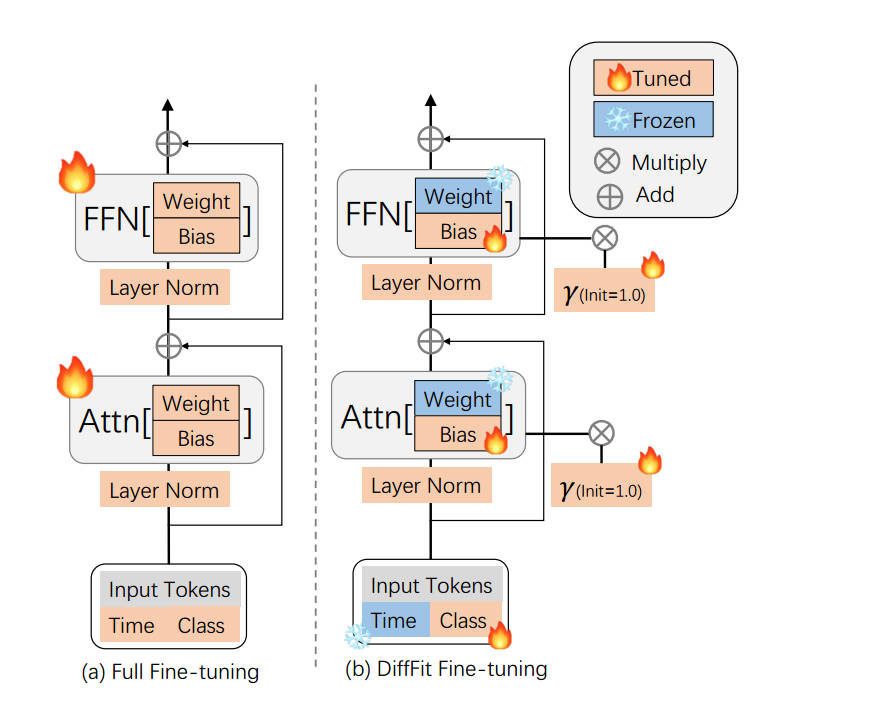 Tuned
Frozen
Multiply
Add
FFN[
Weight
Bias
]
Layer Norm
Attn[
Weight
Bias
]
Layer Norm
Input Tokens
Time Class
(a) Full Fine-tuning
FFN[
Weight
Bias
]
γ(Init=1.0)
Layer Norm
Attn[
Weight
Bias
]
γ(Init=1.0)
Layer Norm
Input Tokens
Time Class
(b) DiffFit Fine-tuning